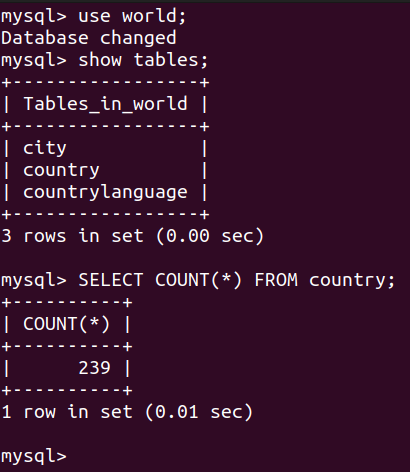 mysql> use world;
Database changed
mysql> show tables;
+-----------------+
| Tables_in_world |
+-----------------+
| city            |
| country         |
| countrylanguage |
+-----------------+
3 rows in set (0.00 sec)

mysql> SELECT COUNT(*) FROM country;
+----------+
| COUNT(*) |
+----------+
|      239 |
+----------+
1 row in set (0.01 sec)

mysql>